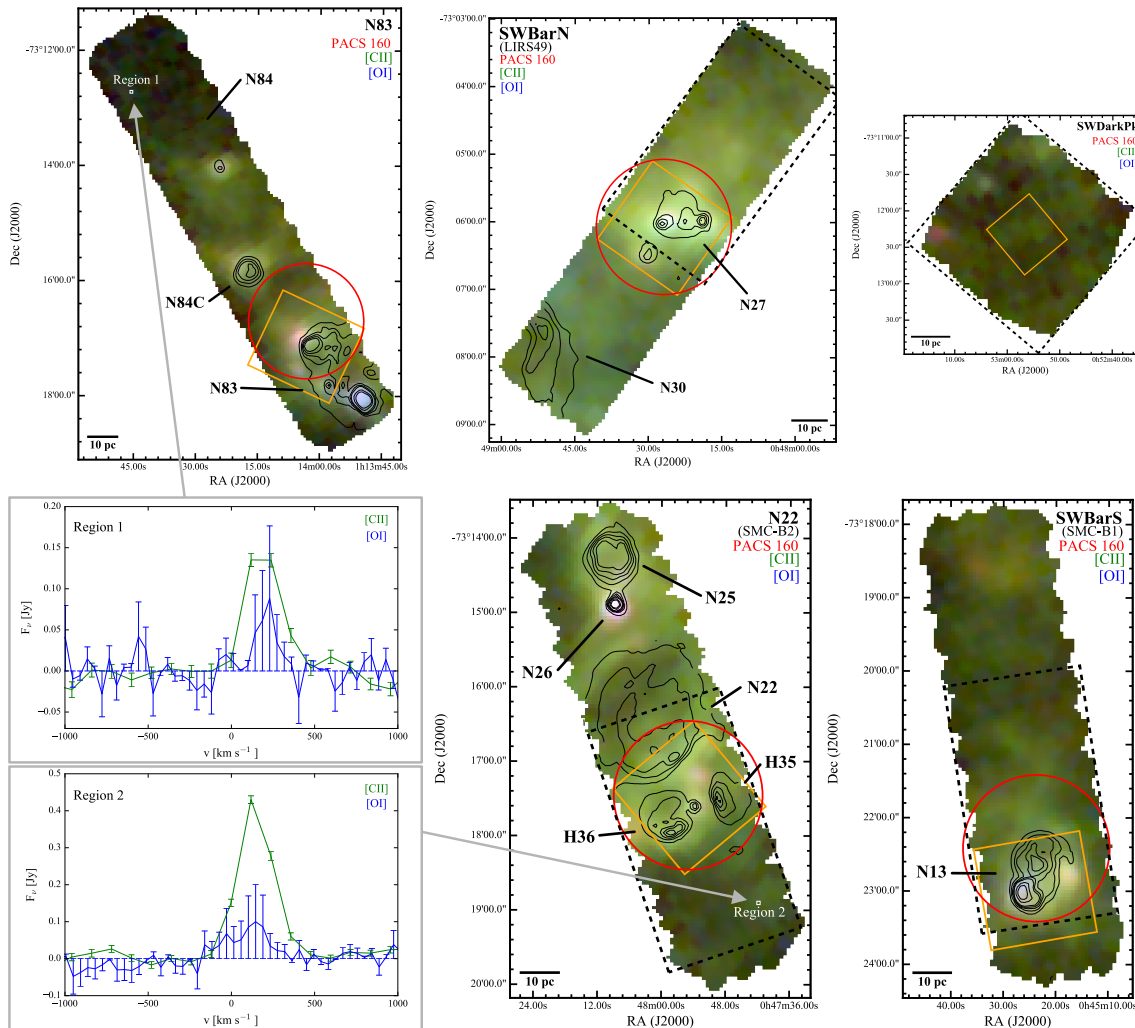 N83
PACS 160
[CII]
[OI]
Region 1
N84
N84C
N83
10 pc
-73°12'00.0"
14'00.0"
16'00.0"
18'00.0"
Dec (J2000)
45.00s
30.00s
15.00s
14m00.00s
1h13m45.00s
RA (J2000)
SWBarN
(LIRS49)
PACS 160
[CII]
[OI]
N27
N30
10 pc
-73°03'00.0"
04'00.0"
05'00.0"
06'00.0"
07'00.0"
08'00.0"
09'00.0"
Dec (J2000)
49m00.00s
45.00s
30.00s
15.00s
0h48m00.00s
RA (J2000)
SWDarkPk
PACS 160
[CII]
[OI]
10 pc
-73°11'00.0"
30.0"
12'00.0"
30.0"
13'00.0"
30.0"
Dec (J2000)
10.00s
53m00.00s
50.00s
0h52m40.00s
RA (J2000)
Region 1
[CII]
[OI]
0.20
0.15
0.10
0.05
0.00
−0.05
Fν [Jy]
−1000
−500
0
500
1000
v [km s⁻¹]
Region 2
[CII]
[OI]
0.5
0.4
0.3
0.2
0.1
0.0
−0.1
Fν [Jy]
−1000
−500
0
500
1000
v [km s⁻¹]
N22
(SMC-B2)
PACS 160
[CII]
[OI]
N25
N26
N22
H35
H36
Region 2
10 pc
-73°14'00.0"
15'00.0"
16'00.0"
17'00.0"
18'00.0"
19'00.0"
20'00.0"
Dec (J2000)
24.00s
12.00s
48m00.00s
48.00s
0h47m36.00s
RA (J2000)
SWBarS
(SMC-B1)
PACS 160
[CII]
[OI]
N13
10 pc
-73°18'00.0"
19'00.0"
20'00.0"
21'00.0"
22'00.0"
23'00.0"
24'00.0"
Dec (J2000)
40.00s
30.00s
20.00s
0h45m10.00s
RA (J2000)